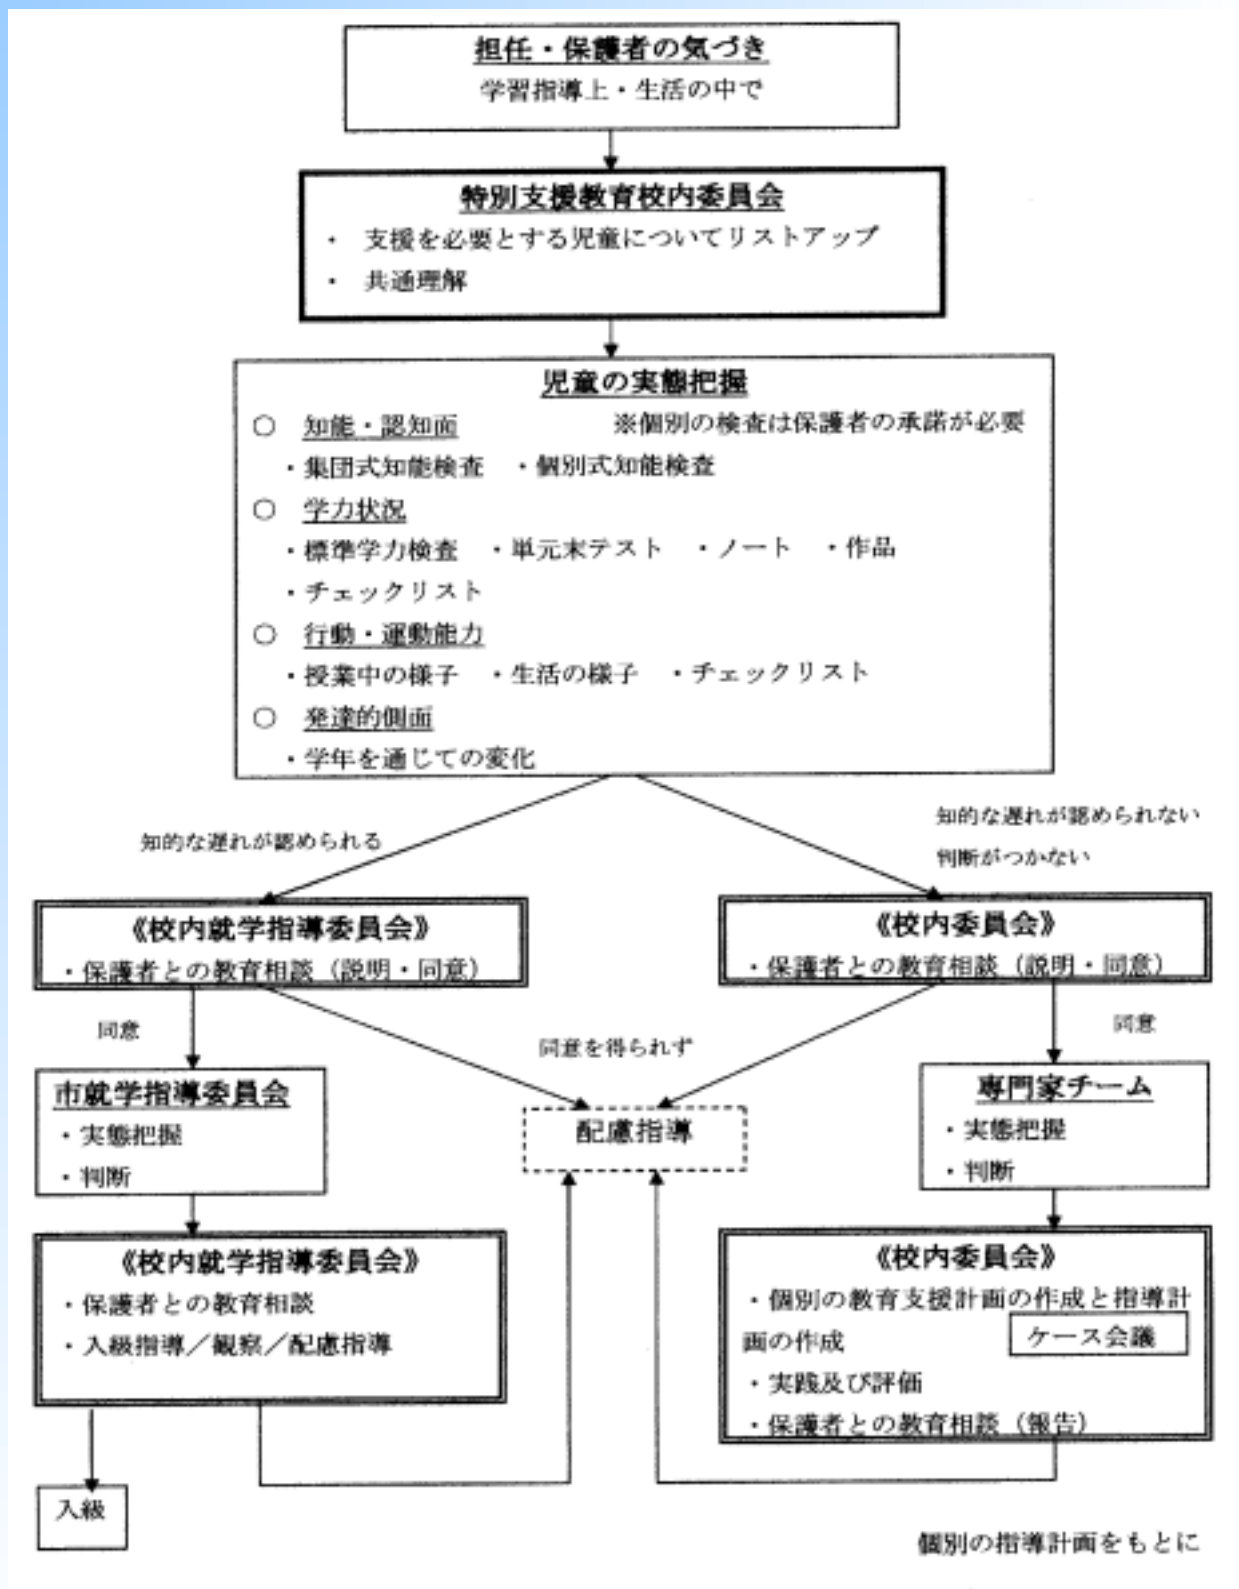 担任・保護者の気づき
学習指導上・生活の中で
特別支援教育校内委員会
・ 支援を必要とする児童についてリストアップ
・ 共通理解
児童の実態把握
○ 知能・認知面 ※個別の検査は保護者の承諾が必要
・集団式知能検査 ・個別式知能検査
○ 学力状況
・標準学力検査 ・単元末テスト ・ノート ・作品
・チェックリスト
○ 行動・運動能力
・授業中の様子 ・生活の様子 ・チェックリスト
○ 発達的側面
・学年を通じての変化
知的な遅れが認められる
知的な遅れが認められない
判断がつかない
《校内就学指導委員会》
・保護者との教育相談（説明・同意）
《校内委員会》
・保護者との教育相談（説明・同意）
同意
同意を得られず
同意
市就学指導委員会
・実態把握
・判断
配慮指導
専門家チーム
・実態把握
・判断
《校内就学指導委員会》
・保護者との教育相談
・入級指導／観察／配慮指導
《校内委員会》
・個別の教育支援計画の作成と指導計
画の作成
ケース会議
・実践及び評価
・保護者との教育相談（報告）
入級
個別の指導計画をもとに